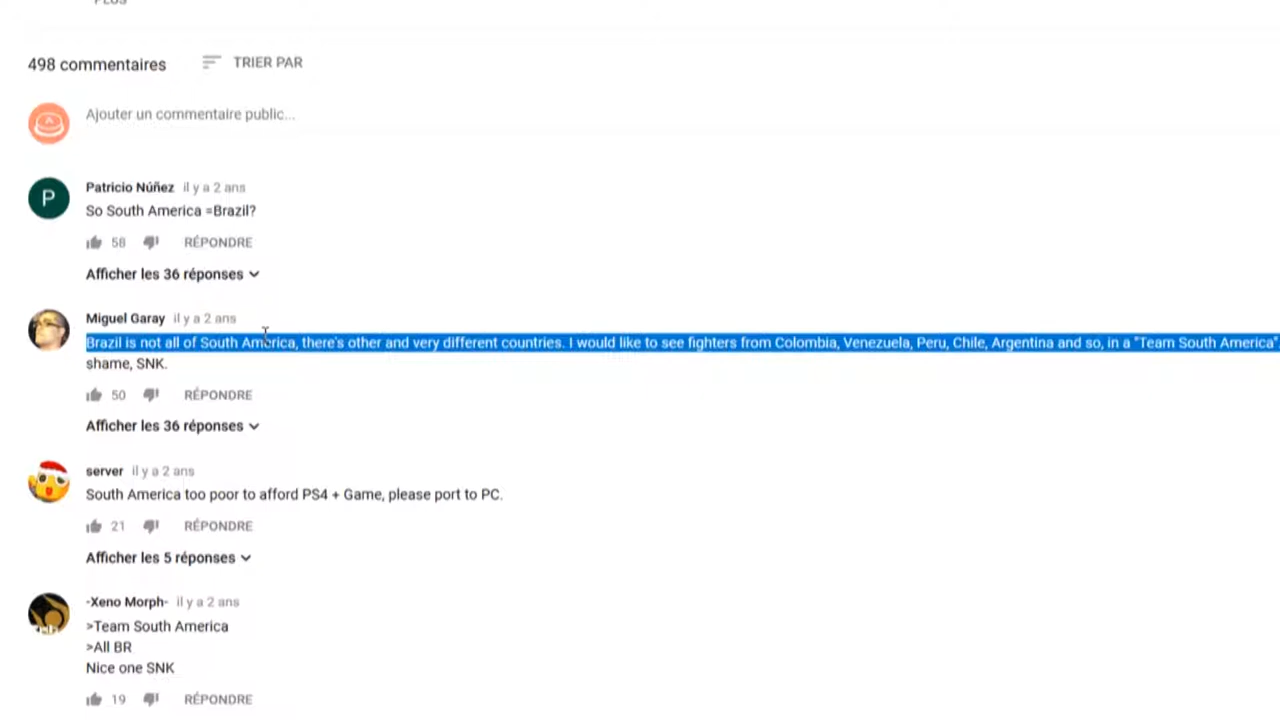 PLUS
498 commentaires
TRIER PAR
Ajouter un commentaire public...
P
Patricio Núñez il y a 2 ans
So South America =Brazil?
58 RÉPONDRE
Afficher les 36 réponses
Miguel Garay il y a 2 ans
Brazil is not all of South America, there's other and very different countries. I would like to see fighters from Colombia, Venezuela, Peru, Chile, Argentina and so, in a "Team South America"
shame, SNK.
50 RÉPONDRE
Afficher les 36 réponses
server il y a 2 ans
South America too poor to afford PS4 + Game, please port to PC.
21 RÉPONDRE
Afficher les 5 réponses
-Xeno Morph- il y a 2 ans
>Team South America
>All BR
Nice one SNK
19 RÉPONDRE